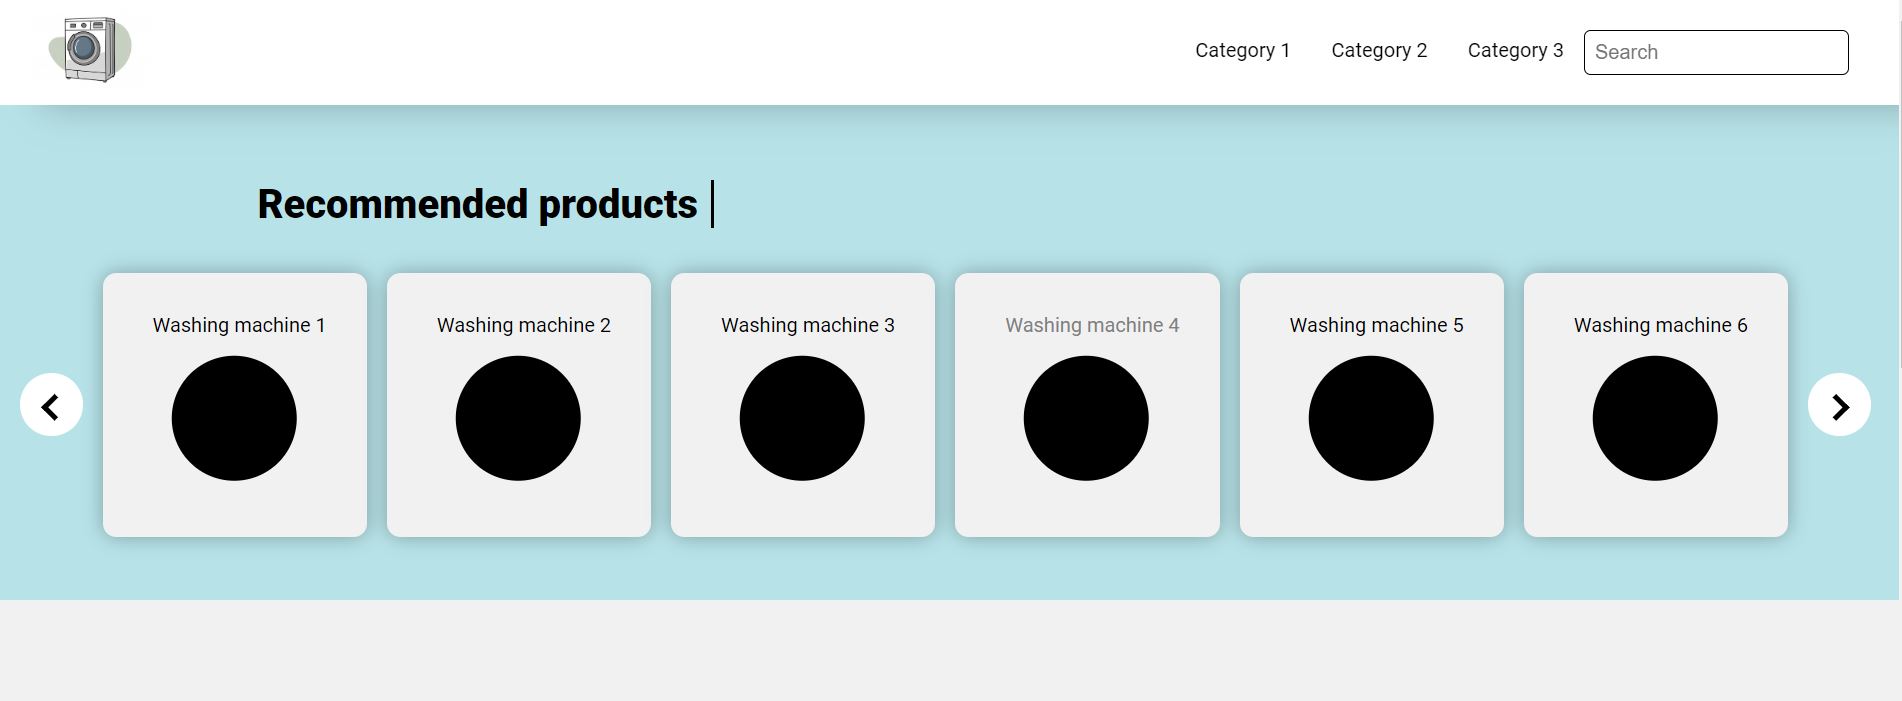 Category 1 Category 2 Category 3 Search
Recommended products
Washing machine 1 Washing machine 2 Washing machine 3 Washing machine 4 Washing machine 5 Washing machine 6